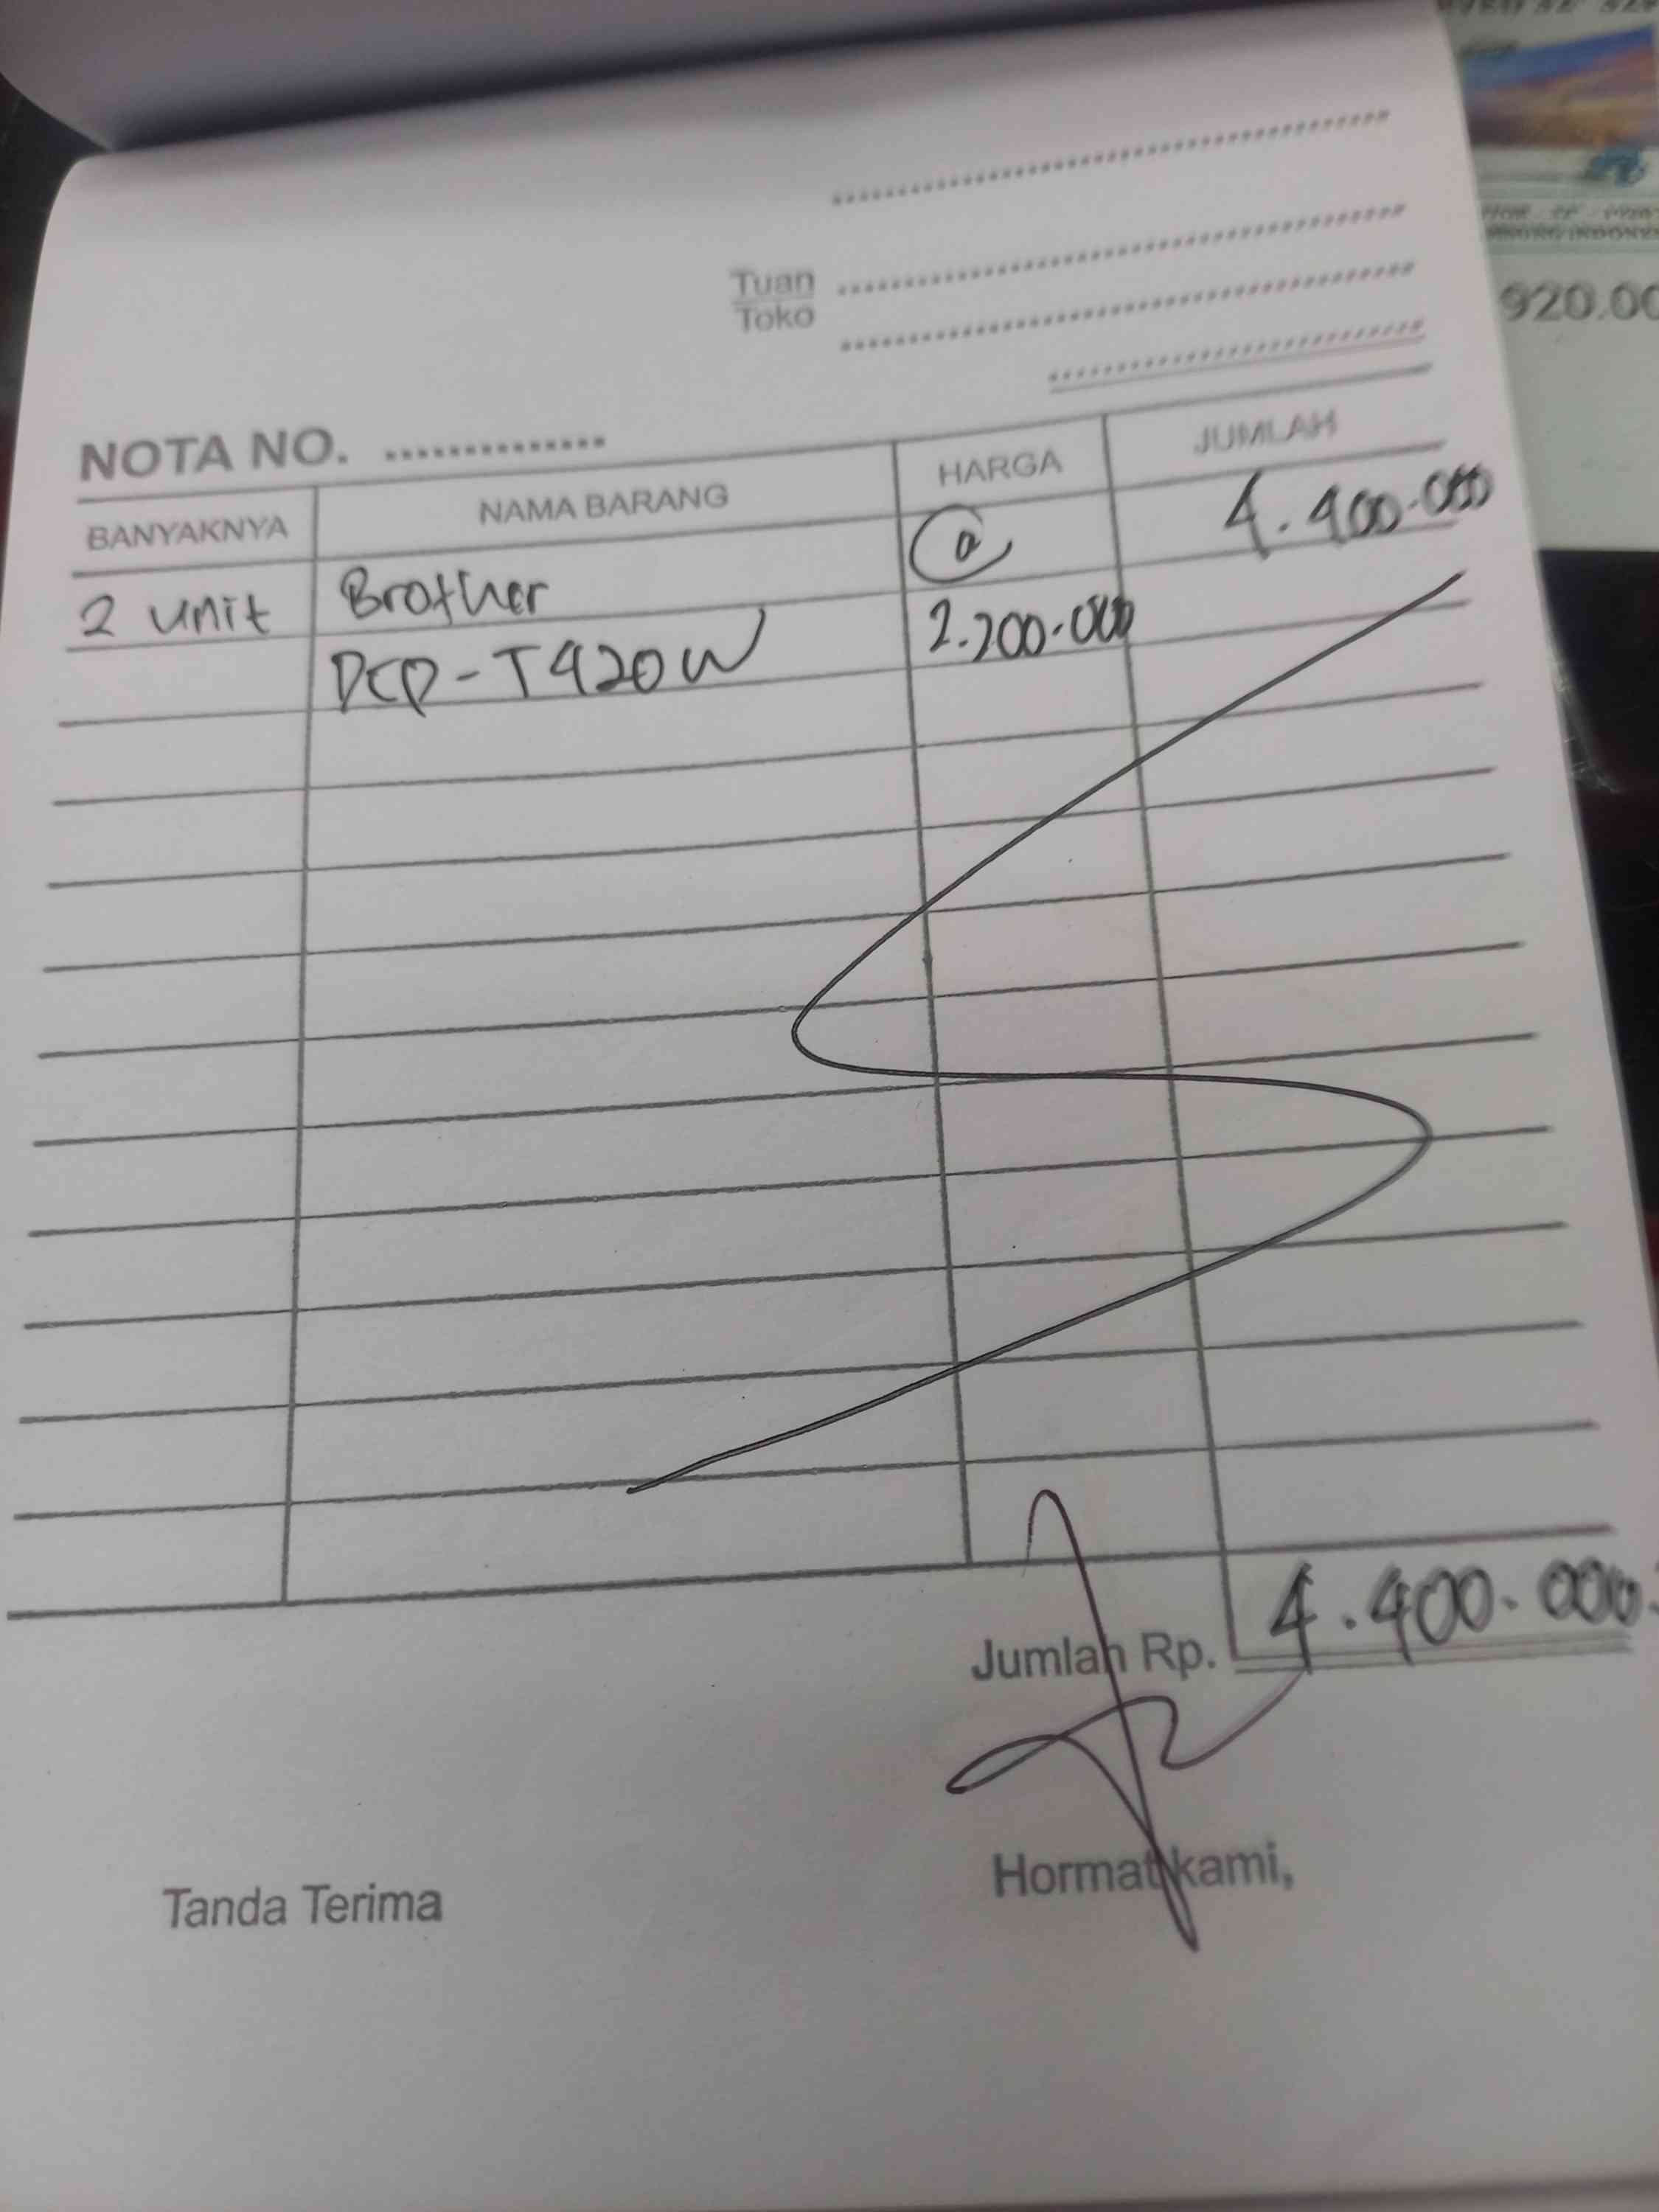 Tuan
Toko
NOTA NO. ..............
BANYAKNYA NAMA BARANG HARGA JUMLAH
2 unit Brother @ 4.400.000
DCP-T420W 2.200.000
Jumlah Rp. 4.400.000
Tanda Terima Hormat kami,
920.00